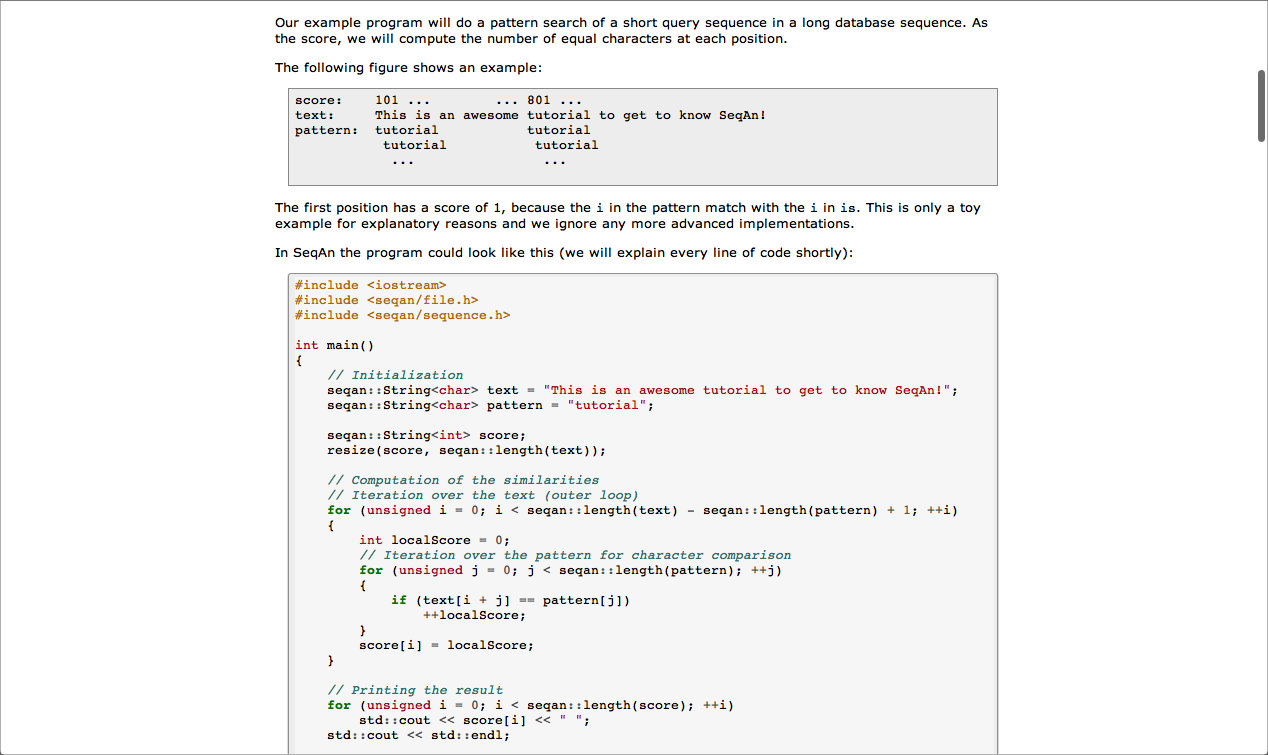 Our example program will do a pattern search of a short query sequence in a long database sequence. As
the score, we will compute the number of equal characters at each position.
The following figure shows an example:
score:    101 ...        ... 801 ...
text:     This is an awesome tutorial to get to know SeqAn!
pattern:  tutorial           tutorial
           tutorial           tutorial
            ...                ...
The first position has a score of 1, because the i in the pattern match with the i in is. This is only a toy
example for explanatory reasons and we ignore any more advanced implementations.
In SeqAn the program could look like this (we will explain every line of code shortly):
#include <iostream>
#include <seqan/file.h>
#include <seqan/sequence.h>
int main()
{
    // Initialization
    seqan::String<char> text = "This is an awesome tutorial to get to know SeqAn!";
    seqan::String<char> pattern = "tutorial";
    seqan::String<int> score;
    resize(score, seqan::length(text));
    // Computation of the similarities
    // Iteration over the text (outer loop)
    for (unsigned i = 0; i < seqan::length(text) - seqan::length(pattern) + 1; ++i)
    {
        int localScore = 0;
        // Iteration over the pattern for character comparison
        for (unsigned j = 0; j < seqan::length(pattern); ++j)
        {
            if (text[i + j] == pattern[j])
                ++localScore;
        }
        score[i] = localScore;
    }
    // Printing the result
    for (unsigned i = 0; i < seqan::length(score); ++i)
        std::cout << score[i] << " ";
    std::cout << std::endl;